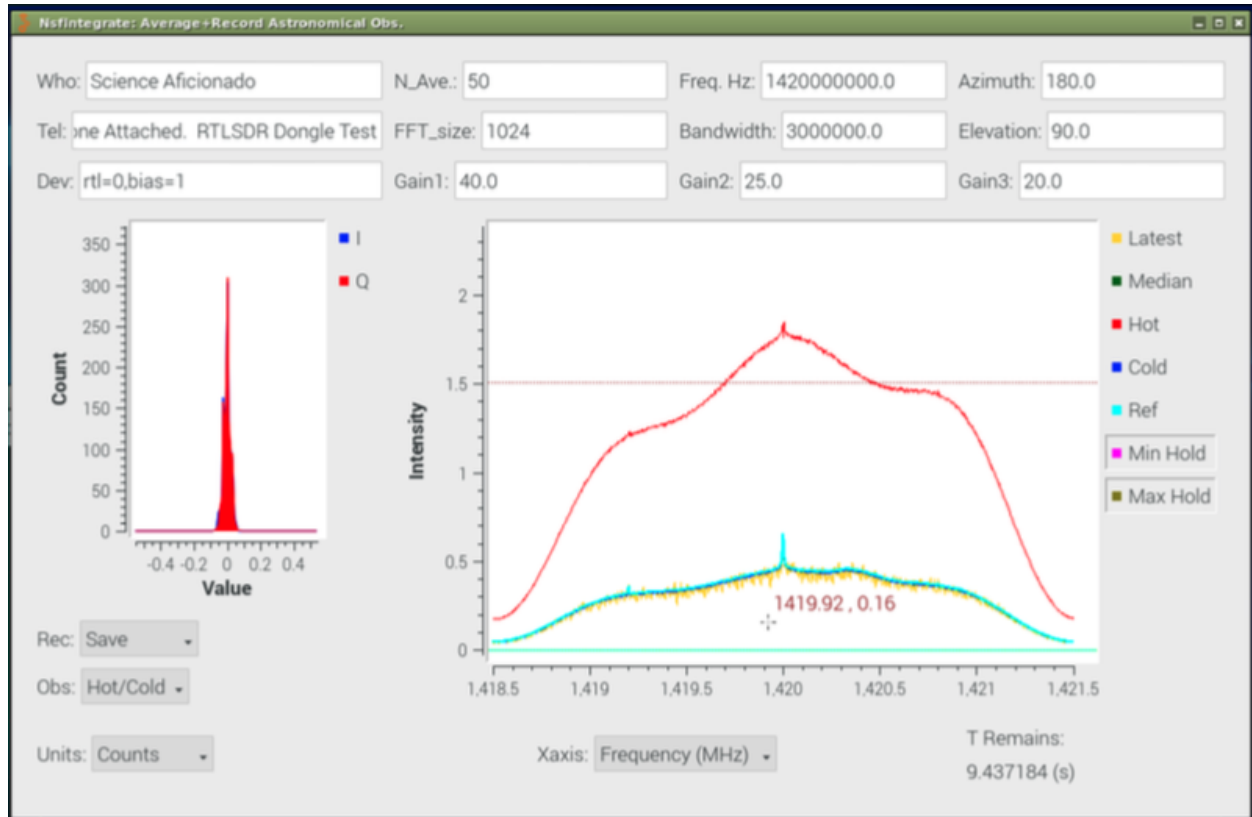 Nsfintegrate: Average+Record Astronomical Obs.
Who: Science Aficionado N_Ave.: 50 Freq. Hz: 1420000000.0 Azimuth: 180.0
Tel: one Attached. RTLSDR Dongle Test FFT_size: 1024 Bandwidth: 3000000.0 Elevation: 90.0
Dev: rtl=0,bias=1 Gain1: 40.0 Gain2: 25.0 Gain3: 20.0
Count
350
300
250
200
150
100
50
0
-0.4 -0.2 0 0.2 0.4
Value
I
Q
Intensity
2
1.5
1
0.5
0
1419.92 , 0.16
1,418.5 1,419 1,419.5 1,420 1,420.5 1,421 1,421.5
Latest
Median
Hot
Cold
Ref
Min Hold
Max Hold
Rec: Save
Obs: Hot/Cold
Units: Counts
Xaxis: Frequency (MHz)
T Remains:
9.437184 (s)